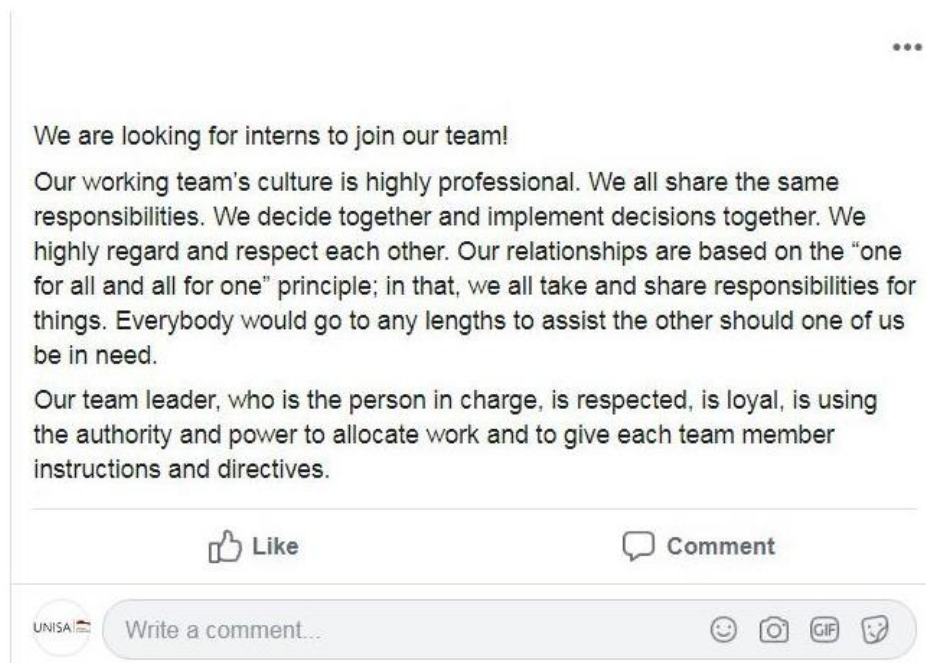 We are looking for interns to join our team!
Our working team's culture is highly professional. We all share the same
responsibilities. We decide together and implement decisions together. We
highly regard and respect each other. Our relationships are based on the “one
for all and all for one” principle; in that, we all take and share responsibilities for
things. Everybody would go to any lengths to assist the other should one of us
be in need.
Our team leader, who is the person in charge, is respected, is loyal, is using
the authority and power to allocate work and to give each team member
instructions and directives.
Like Comment
UNISA Write a comment... GIF